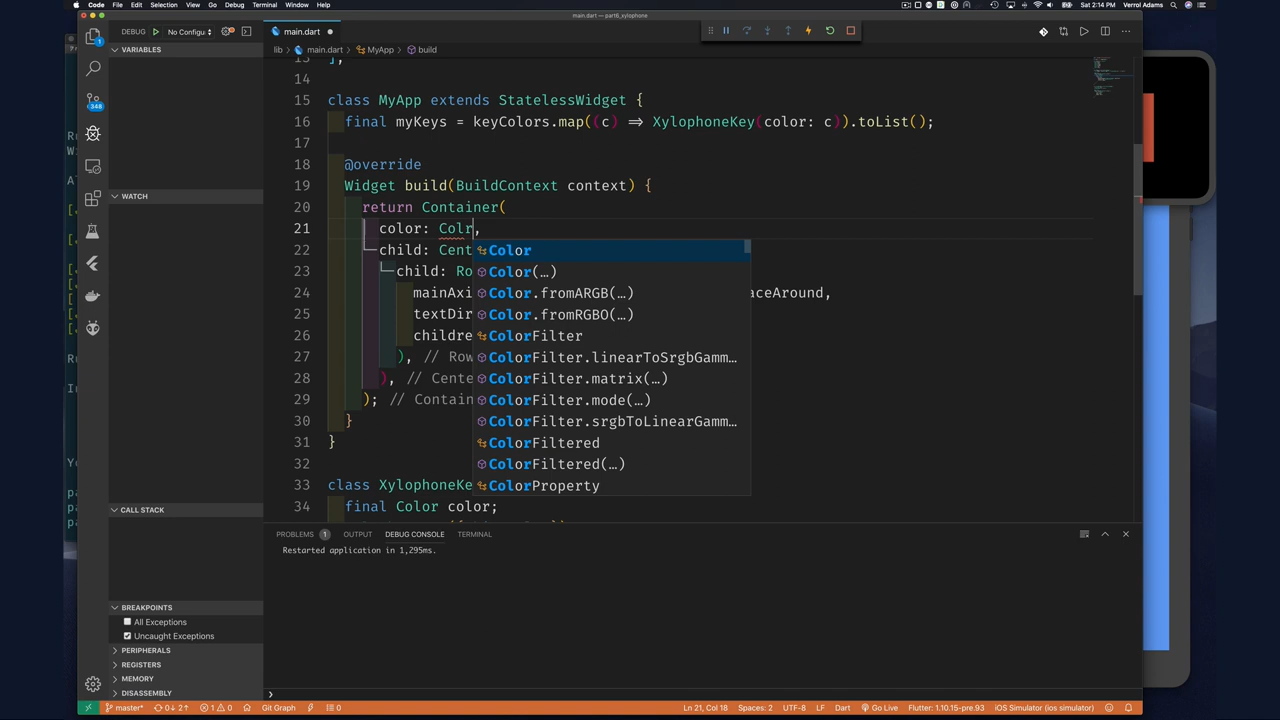 Code File Edit Selection View Go Debug Terminal Window Help
Sat 2:14 PM Verrol Adams
main.dart — part6_xylophone
DEBUG No Configu
main.dart
lib › main.dart › MyApp › build
VARIABLES
WATCH
CALL STACK
BREAKPOINTS
All Exceptions
Uncaught Exceptions
PERIPHERALS
REGISTERS
MEMORY
DISASSEMBLY
348
1
13 ];
14
15 class MyApp extends StatelessWidget {
16 final myKeys = keyColors.map((c) => XylophoneKey(color: c)).toList();
17
18 @override
19 Widget build(BuildContext context) {
20 return Container(
21 color: Colr,
22 child: Cent
23 child: Ro
24 mainAxi aceAround,
25 textDir
26 childre
27 ), // Row
28 ), // Cente
29 ); // Contain
30 }
31 }
32
33 class XylophoneKe
34 final Color color;
Color
Color(…)
Color.fromARGB(…)
Color.fromRGBO(…)
ColorFilter
ColorFilter.linearToSrgbGamm…
ColorFilter.matrix(…)
ColorFilter.mode(…)
ColorFilter.srgbToLinearGamm…
ColorFiltered
ColorFiltered(…)
ColorProperty
PROBLEMS 1 OUTPUT DEBUG CONSOLE TERMINAL
Restarted application in 1,295ms.
master* 0↓ 2↑ 1 0 Git Graph 0 Ln 21, Col 18 Spaces: 2 UTF-8 LF Dart Go Live Flutter: 1.10.15-pre.93 iOS Simulator (ios simulator)